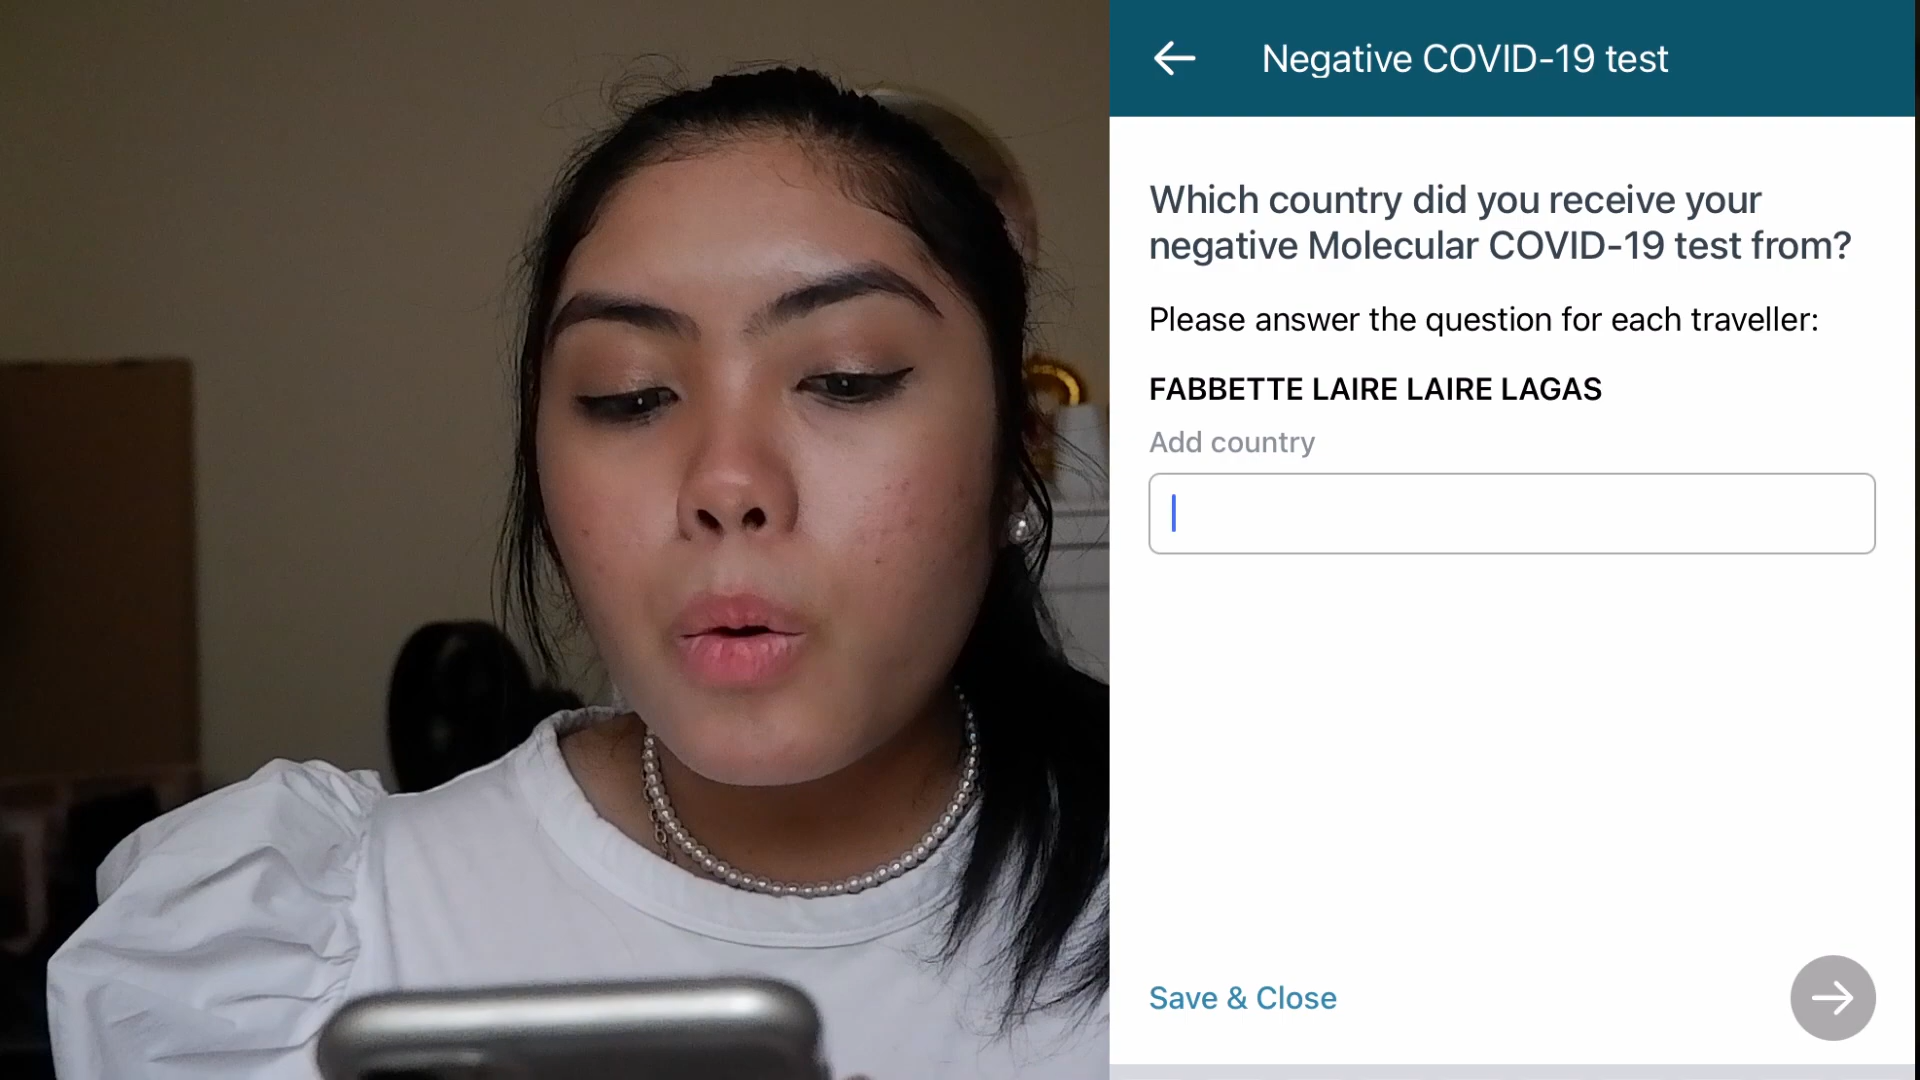 Negative COVID-19 test
Which country did you receive your
negative Molecular COVID-19 test from?
Please answer the question for each traveller:
FABBETTE LAIRE LAIRE LAGAS
Add country
Save & Close